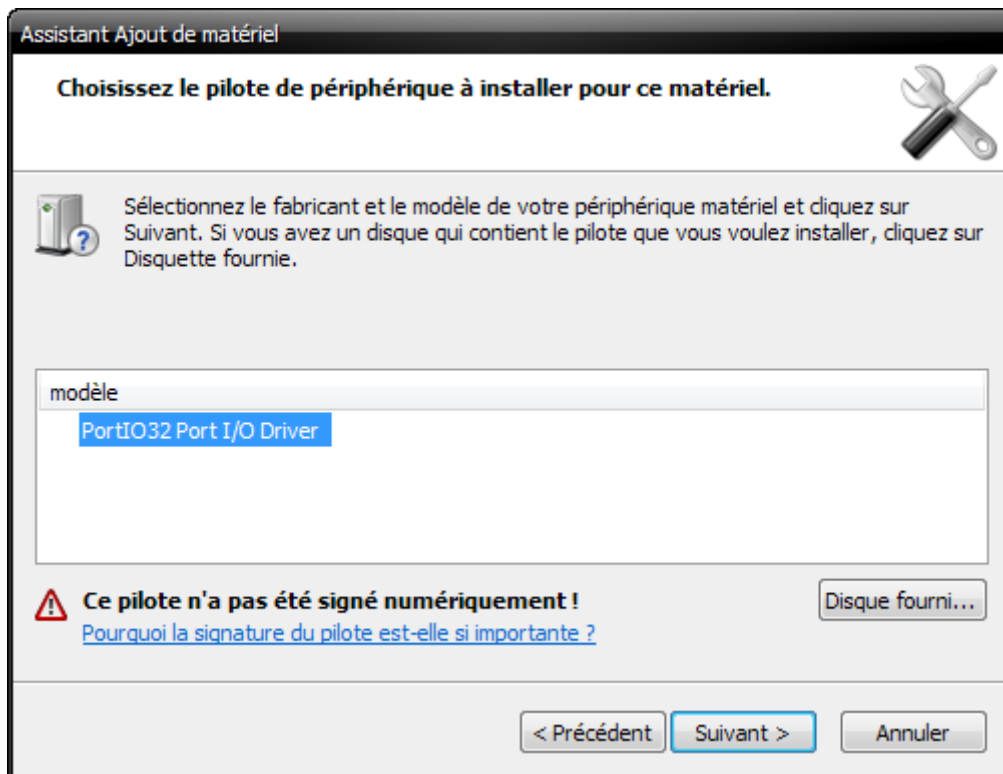 Assistant Ajout de matériel
Choisissez le pilote de périphérique à installer pour ce matériel.
Sélectionnez le fabricant et le modèle de votre périphérique matériel et cliquez sur
Suivant. Si vous avez un disque qui contient le pilote que vous voulez installer, cliquez sur
Disquette fournie.
modèle
PortIO32 Port I/O Driver
Ce pilote n'a pas été signé numériquement !
Disque fourni...
Pourquoi la signature du pilote est-elle si importante ?
< Précédent
Suivant >
Annuler